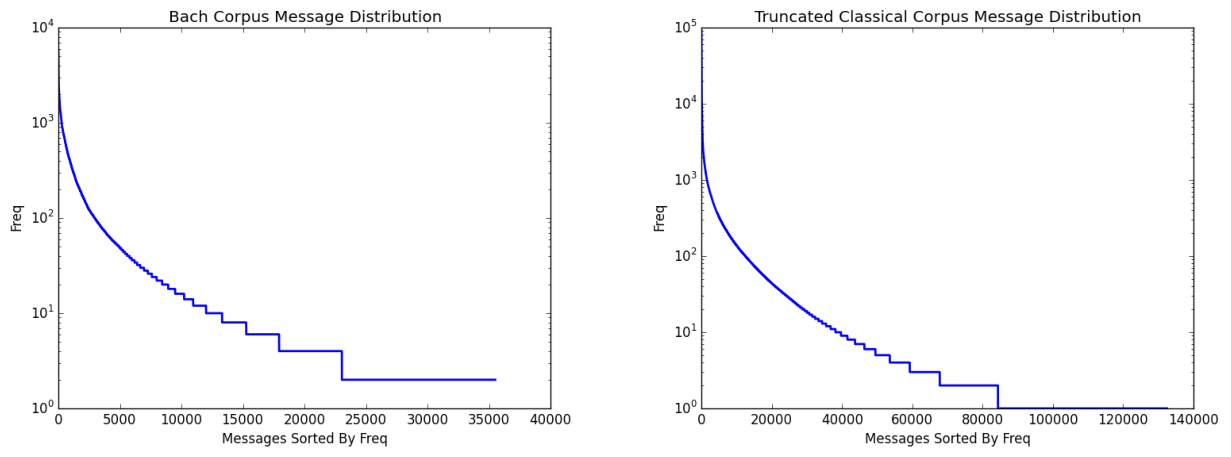 Bach Corpus Message Distribution
10^4
10^3
10^2
10^1
10^0
Freq
0 5000 10000 15000 20000 25000 30000 35000 40000
Messages Sorted By Freq
Truncated Classical Corpus Message Distribution
10^5
10^4
10^3
10^2
10^1
10^0
Freq
0 20000 40000 60000 80000 100000 120000 140000
Messages Sorted By Freq